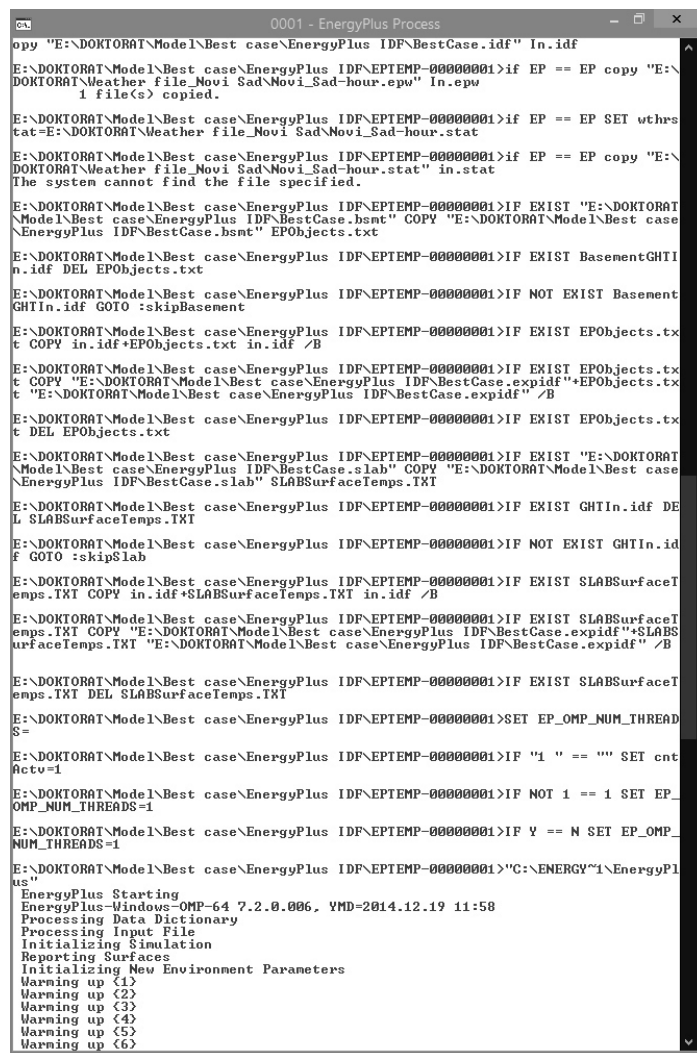 0001 - EnergyPlus Process
opy "E:\DOKTORAT\Model\Best case\EnergyPlus IDF\BestCase.idf" In.idf
E:\DOKTORAT\Model\Best case\EnergyPlus IDF\EPTEMP-00000001>if EP == EP copy "E:\
DOKTORAT\Weather file_Novi Sad\Novi_Sad-hour.epw" In.epw
1 file(s) copied.
E:\DOKTORAT\Model\Best case\EnergyPlus IDF\EPTEMP-00000001>if EP == EP SET wthrs
tat=E:\DOKTORAT\Weather file_Novi Sad\Novi_Sad-hour.stat
E:\DOKTORAT\Model\Best case\EnergyPlus IDF\EPTEMP-00000001>if EP == EP copy "E:\
DOKTORAT\Weather file_Novi Sad\Novi_Sad-hour.stat" in.stat
The system cannot find the file specified.
E:\DOKTORAT\Model\Best case\EnergyPlus IDF\EPTEMP-00000001>IF EXIST "E:\DOKTORAT
\Model\Best case\EnergyPlus IDF\BestCase.bsmt" COPY "E:\DOKTORAT\Model\Best case
\EnergyPlus IDF\BestCase.bsmt" EPObjects.txt
E:\DOKTORAT\Model\Best case\EnergyPlus IDF\EPTEMP-00000001>IF EXIST BasementGHTI
n.idf DEL EPObjects.txt
E:\DOKTORAT\Model\Best case\EnergyPlus IDF\EPTEMP-00000001>IF NOT EXIST Basement
GHTIn.idf GOTO :skipBasement
E:\DOKTORAT\Model\Best case\EnergyPlus IDF\EPTEMP-00000001>IF EXIST EPObjects.tx
t COPY in.idf+EPObjects.txt in.idf /B
E:\DOKTORAT\Model\Best case\EnergyPlus IDF\EPTEMP-00000001>IF EXIST EPObjects.tx
t COPY "E:\DOKTORAT\Model\Best case\EnergyPlus IDF\BestCase.expidf"+EPObjects.tx
t "E:\DOKTORAT\Model\Best case\EnergyPlus IDF\BestCase.expidf" /B
E:\DOKTORAT\Model\Best case\EnergyPlus IDF\EPTEMP-00000001>IF EXIST EPObjects.tx
t DEL EPObjects.txt
E:\DOKTORAT\Model\Best case\EnergyPlus IDF\EPTEMP-00000001>IF EXIST "E:\DOKTORAT
\Model\Best case\EnergyPlus IDF\BestCase.slab" COPY "E:\DOKTORAT\Model\Best case
\EnergyPlus IDF\BestCase.slab" SLABSurfaceTemps.TXT
E:\DOKTORAT\Model\Best case\EnergyPlus IDF\EPTEMP-00000001>IF EXIST GHTIn.idf DE
L SLABSurfaceTemps.TXT
E:\DOKTORAT\Model\Best case\EnergyPlus IDF\EPTEMP-00000001>IF NOT EXIST GHTIn.id
f GOTO :skipSlab
E:\DOKTORAT\Model\Best case\EnergyPlus IDF\EPTEMP-00000001>IF EXIST SLABSurfaceT
emps.TXT COPY in.idf+SLABSurfaceTemps.TXT in.idf /B
E:\DOKTORAT\Model\Best case\EnergyPlus IDF\EPTEMP-00000001>IF EXIST SLABSurfaceT
emps.TXT COPY "E:\DOKTORAT\Model\Best case\EnergyPlus IDF\BestCase.expidf"+SLABS
urfaceTemps.TXT "E:\DOKTORAT\Model\Best case\EnergyPlus IDF\BestCase.expidf" /B
E:\DOKTORAT\Model\Best case\EnergyPlus IDF\EPTEMP-00000001>IF EXIST SLABSurfaceT
emps.TXT DEL SLABSurfaceTemps.TXT
E:\DOKTORAT\Model\Best case\EnergyPlus IDF\EPTEMP-00000001>SET EP_OMP_NUM_THREAD
S=
E:\DOKTORAT\Model\Best case\EnergyPlus IDF\EPTEMP-00000001>IF "1 " == "" SET cnt
Actv=1
E:\DOKTORAT\Model\Best case\EnergyPlus IDF\EPTEMP-00000001>IF NOT 1 == 1 SET EP_
OMP_NUM_THREADS=1
E:\DOKTORAT\Model\Best case\EnergyPlus IDF\EPTEMP-00000001>IF Y == N SET EP_OMP_
NUM_THREADS=1
E:\DOKTORAT\Model\Best case\EnergyPlus IDF\EPTEMP-00000001>"C:\ENERGY~1\EnergyPl
us"
EnergyPlus Starting
EnergyPlus-Windows-OMP-64 7.2.0.006, YMD=2014.12.19 11:58
Processing Data Dictionary
Processing Input File
Initializing Simulation
Reporting Surfaces
Initializing New Environment Parameters
Warming up {1}
Warming up {2}
Warming up {3}
Warming up {4}
Warming up {5}
Warming up {6}